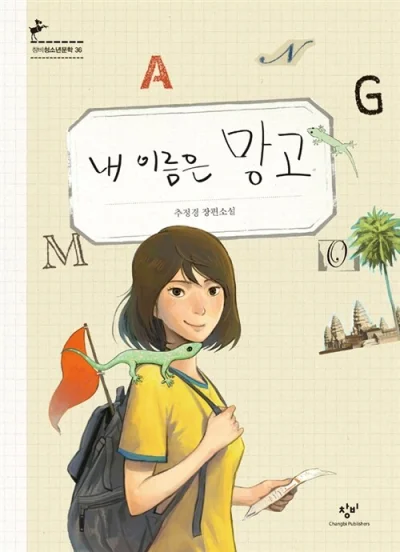 창비청소년문학 36
A N G
내 이름은 망고
추정경 장편소설
M O
창비
Changbi Publishers